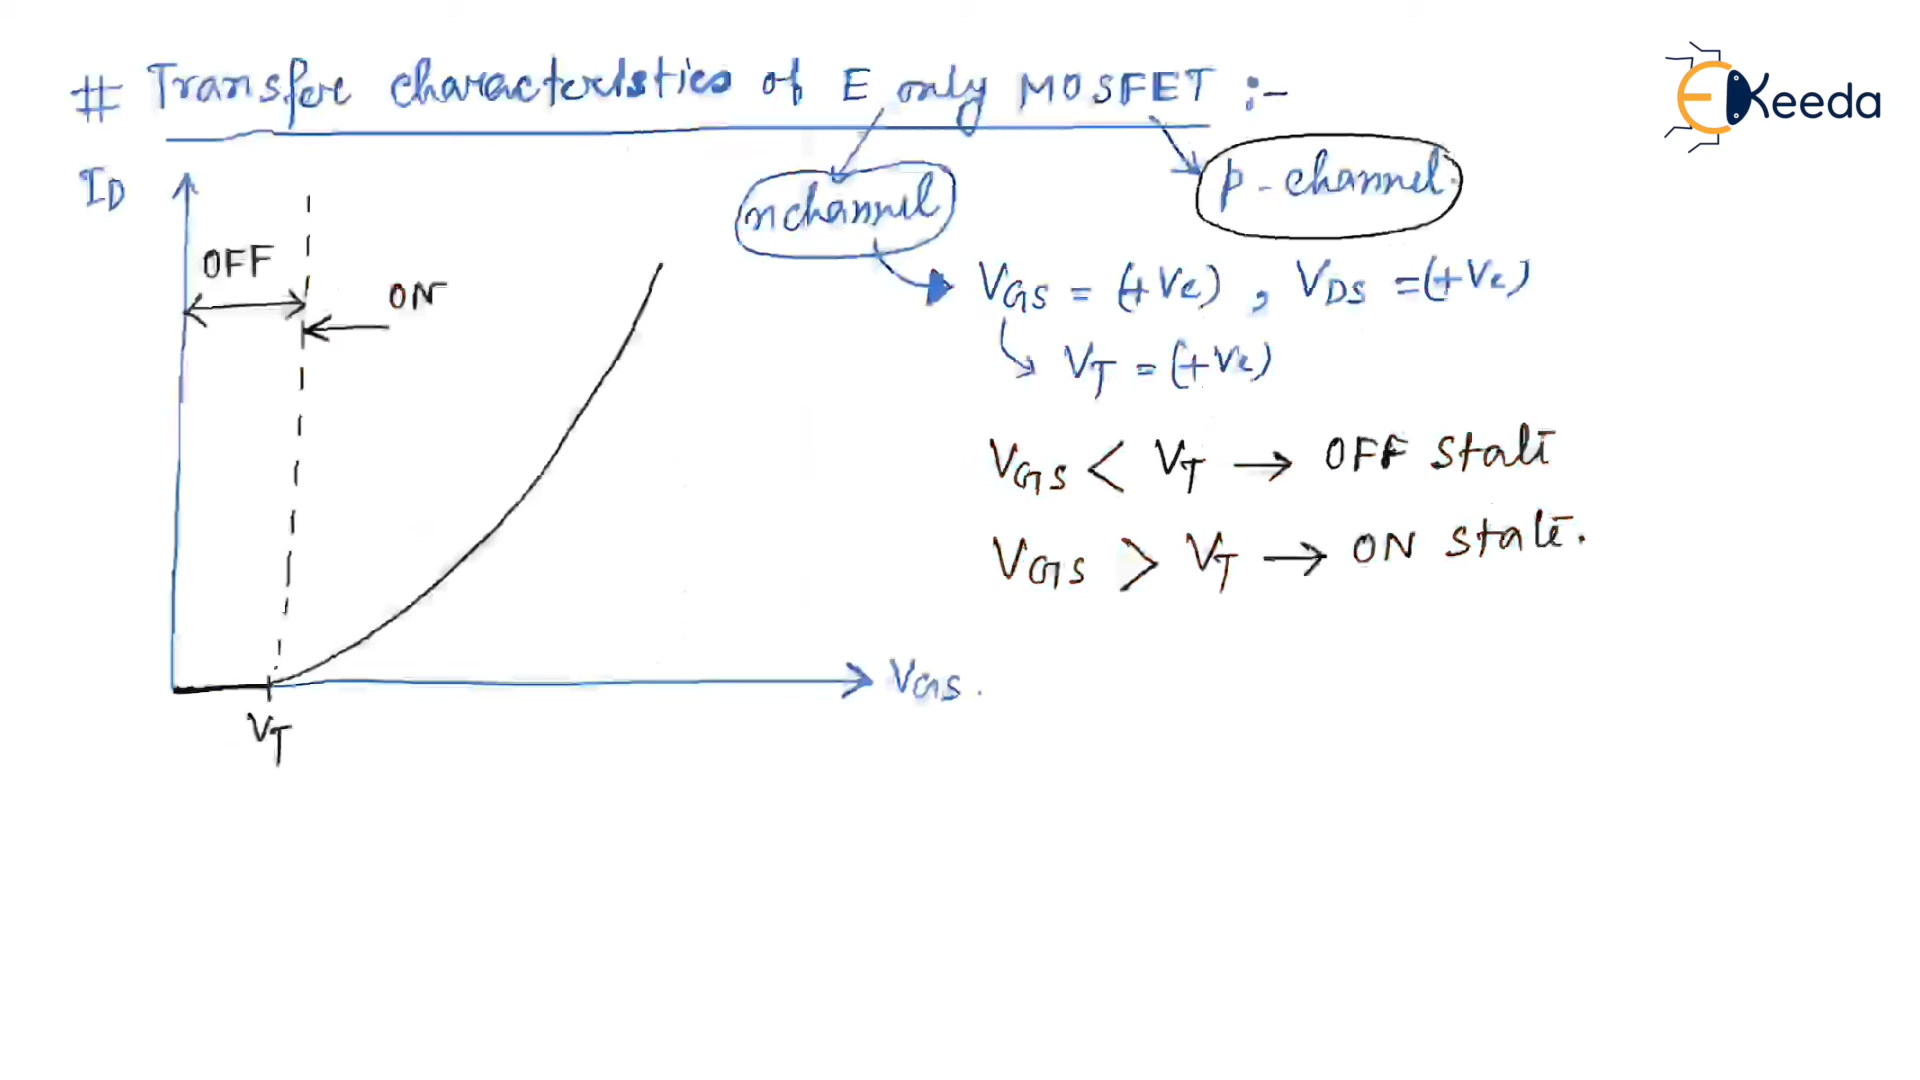 # Transfer characteristics of E only MOSFET :-
EKeeda
ID
n channel
p-channel
OFF
ON
VGS = (+Ve) , VDS = (+Ve)
VT = (+Ve)
VGS < VT → OFF State
VGS > VT → ON State.
VGS.
VT